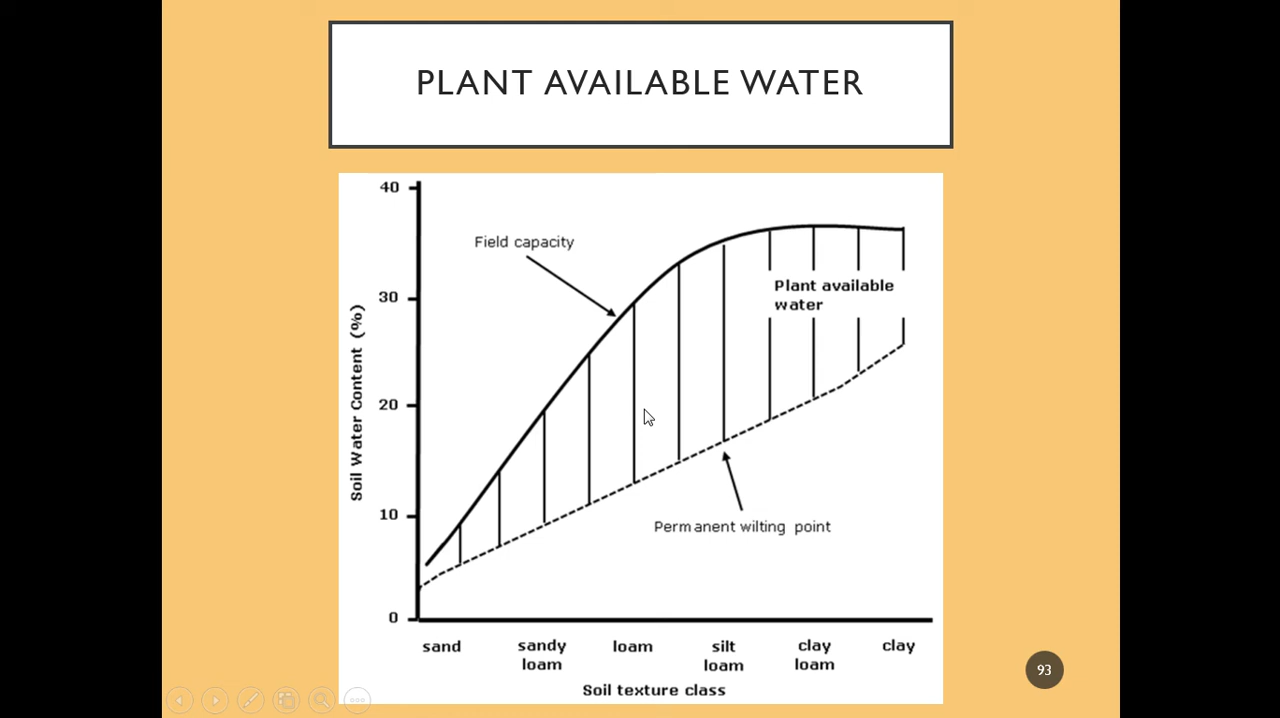 PLANT AVAILABLE WATER
40
Field capacity
30
Plant available
water
Soil Water Content (%)
20
10
Permanent wilting point
0
sand
sandy
loam
loam
silt
loam
clay
loam
clay
Soil texture class
93